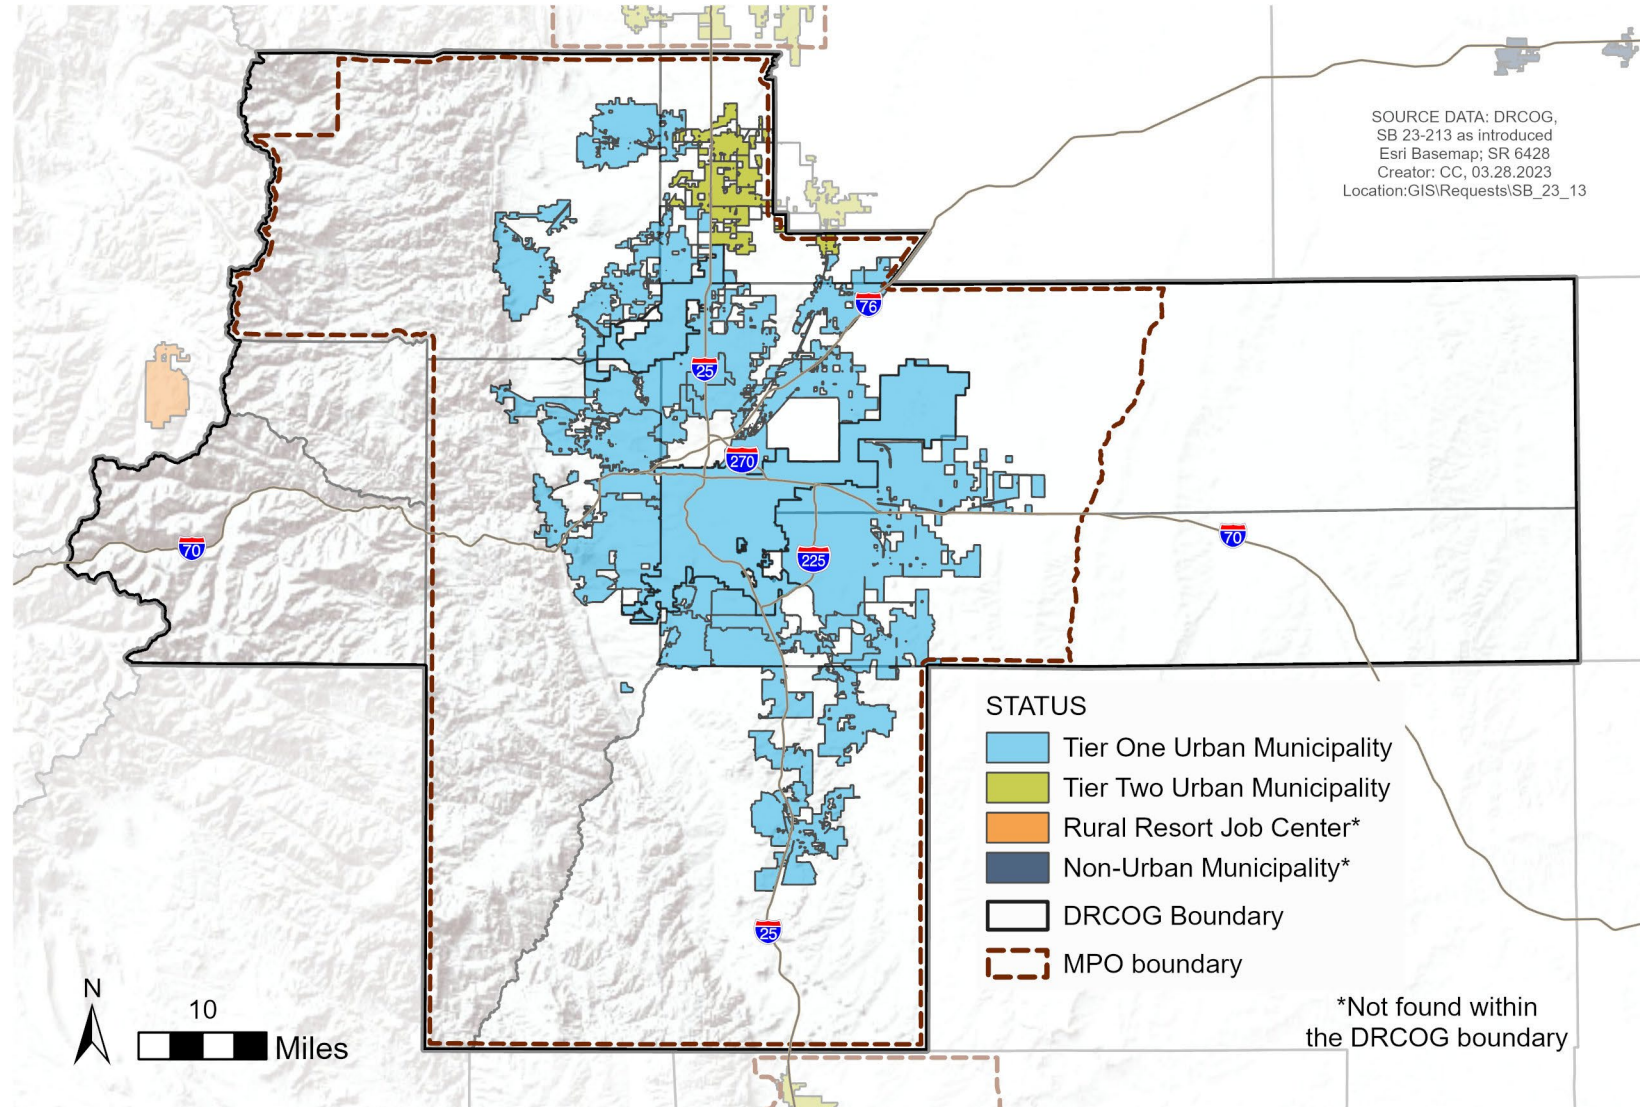 SOURCE DATA: DRCOG,
SB 23-213 as introduced
Esri Basemap; SR 6428
Creator: CC, 03.28.2023
Location:GIS\Requests\SB_23_13
76
25
270
70
225
70
25
STATUS
Tier One Urban Municipality
Tier Two Urban Municipality
Rural Resort Job Center*
Non-Urban Municipality*
DRCOG Boundary
MPO boundary
*Not found within
the DRCOG boundary
N
10
Miles